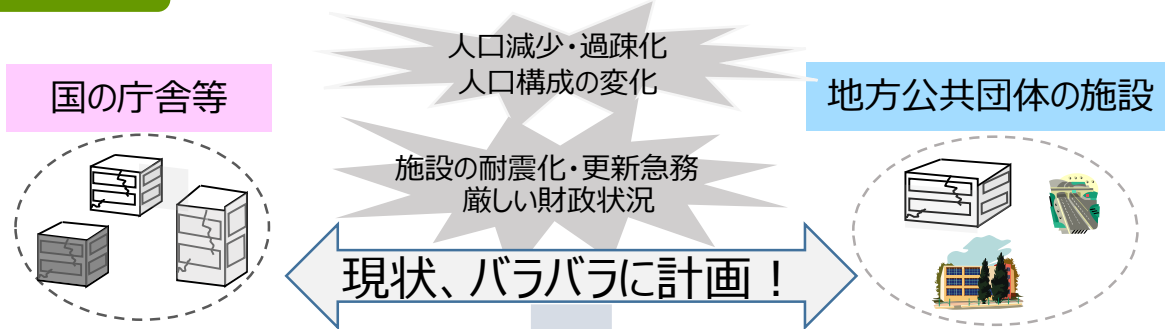 人口減少・過疎化
人口構成の変化
国の庁舎等
地方公共団体の施設
施設の耐震化・更新急務
厳しい財政状況
現状、バラバラに計画！